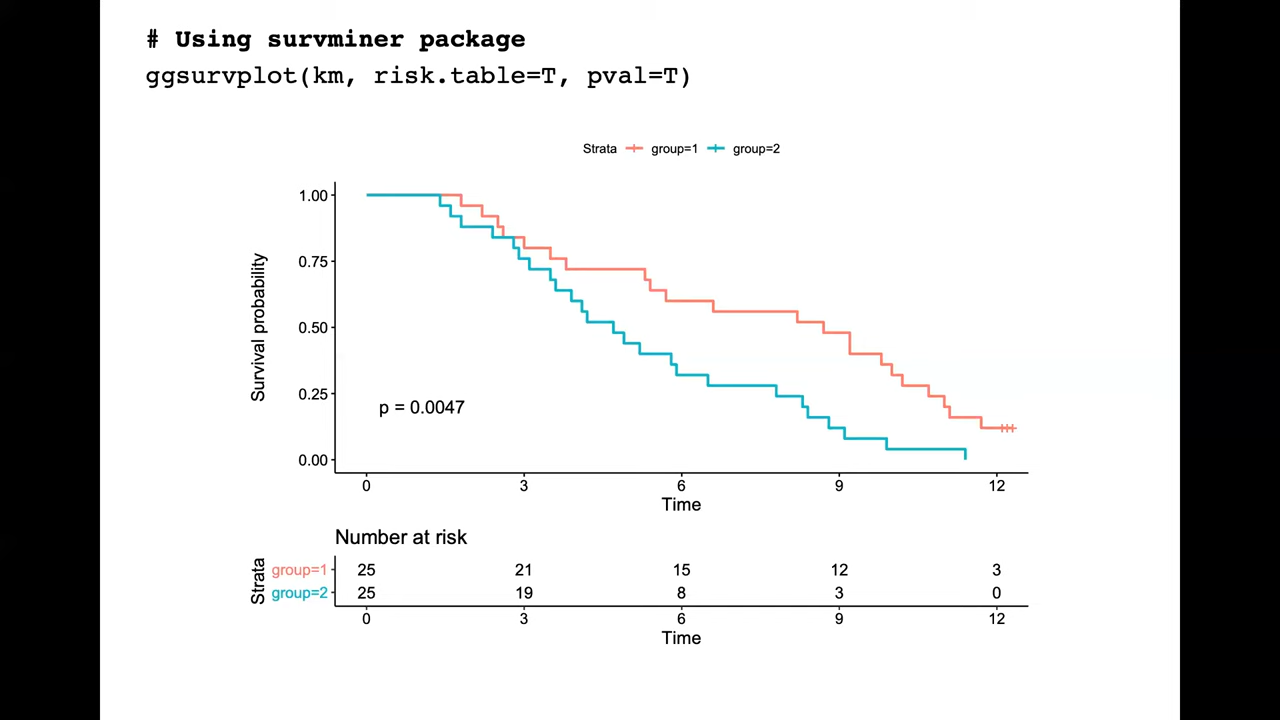 # Using survminer package
ggsurvplot(km, risk.table=T, pval=T)
Strata group=1 group=2
1.00
0.75
0.50
0.25
0.00
Survival probability
p = 0.0047
0 3 6 9 12
Time
Number at risk
Strata
group=1 25 21 15 12 3
group=2 25 19 8 3 0
0 3 6 9 12
Time